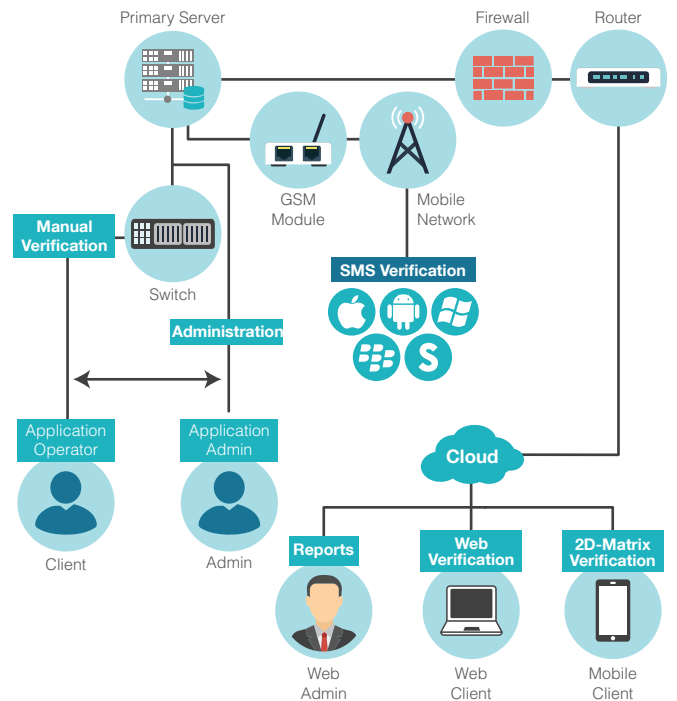 Primary Server
Firewall
Router
GSM
Module
Mobile
Network
Manual
Verification
Switch
SMS Verification
Administration
Application
Operator
Application
Admin
Client
Admin
Cloud
Reports
Web
Verification
2D-Matrix
Verification
Web
Admin
Web
Client
Mobile
Client